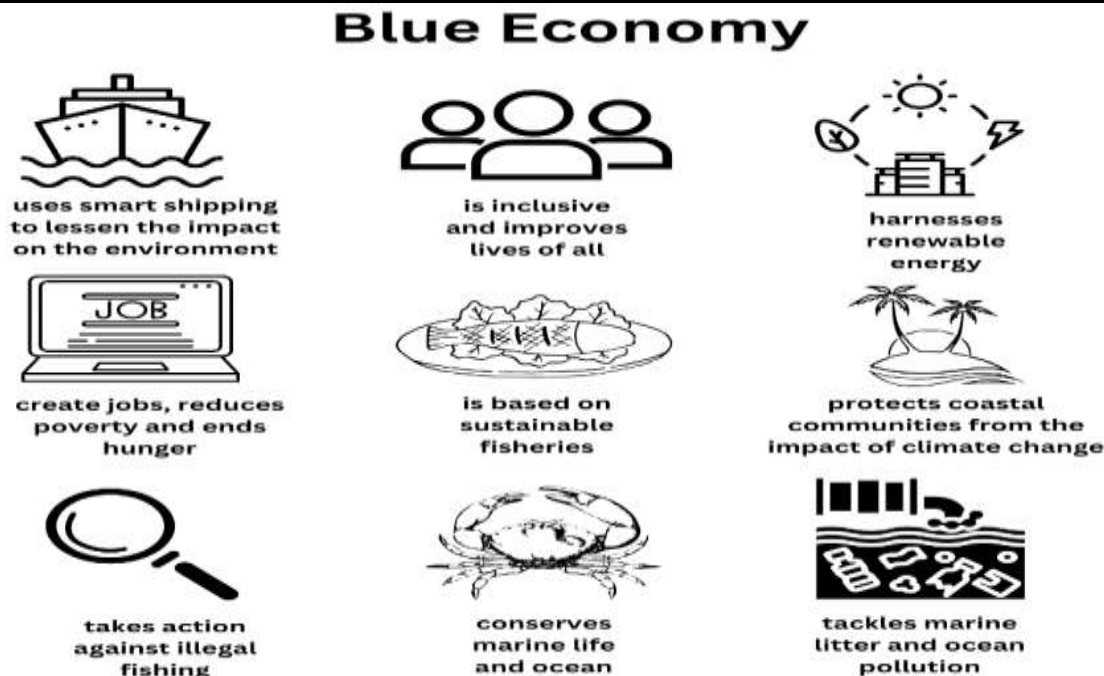 Blue Economy
uses smart shipping
to lessen the impact
on the environment
is inclusive
and improves
lives of all
harnesses
renewable
energy
JOB
create jobs, reduces
poverty and ends
hunger
is based on
sustainable
fisheries
protects coastal
communities from the
impact of climate change
takes action
against illegal
fishing
conserves
marine life
and ocean
tackles marine
litter and ocean
pollution